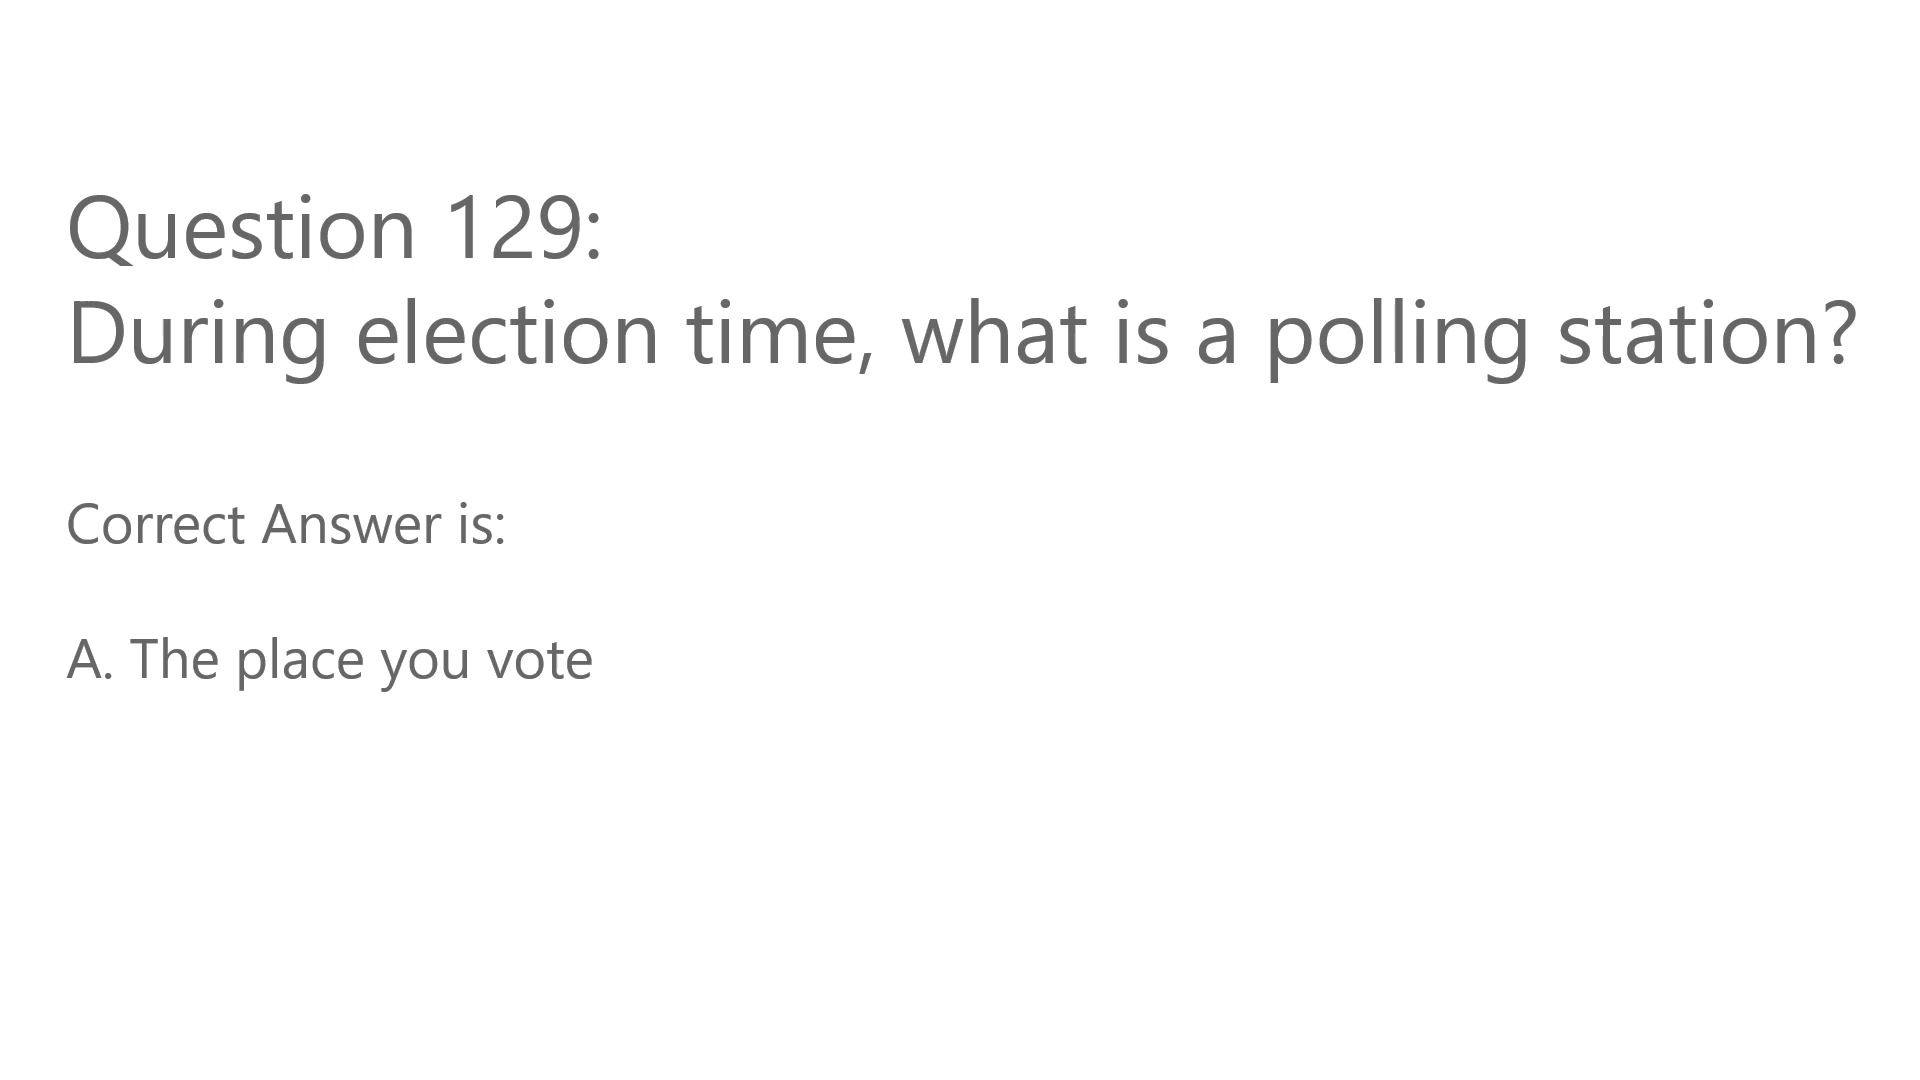 Question 129:
During election time, what is a polling station?
Correct Answer is:
A. The place you vote